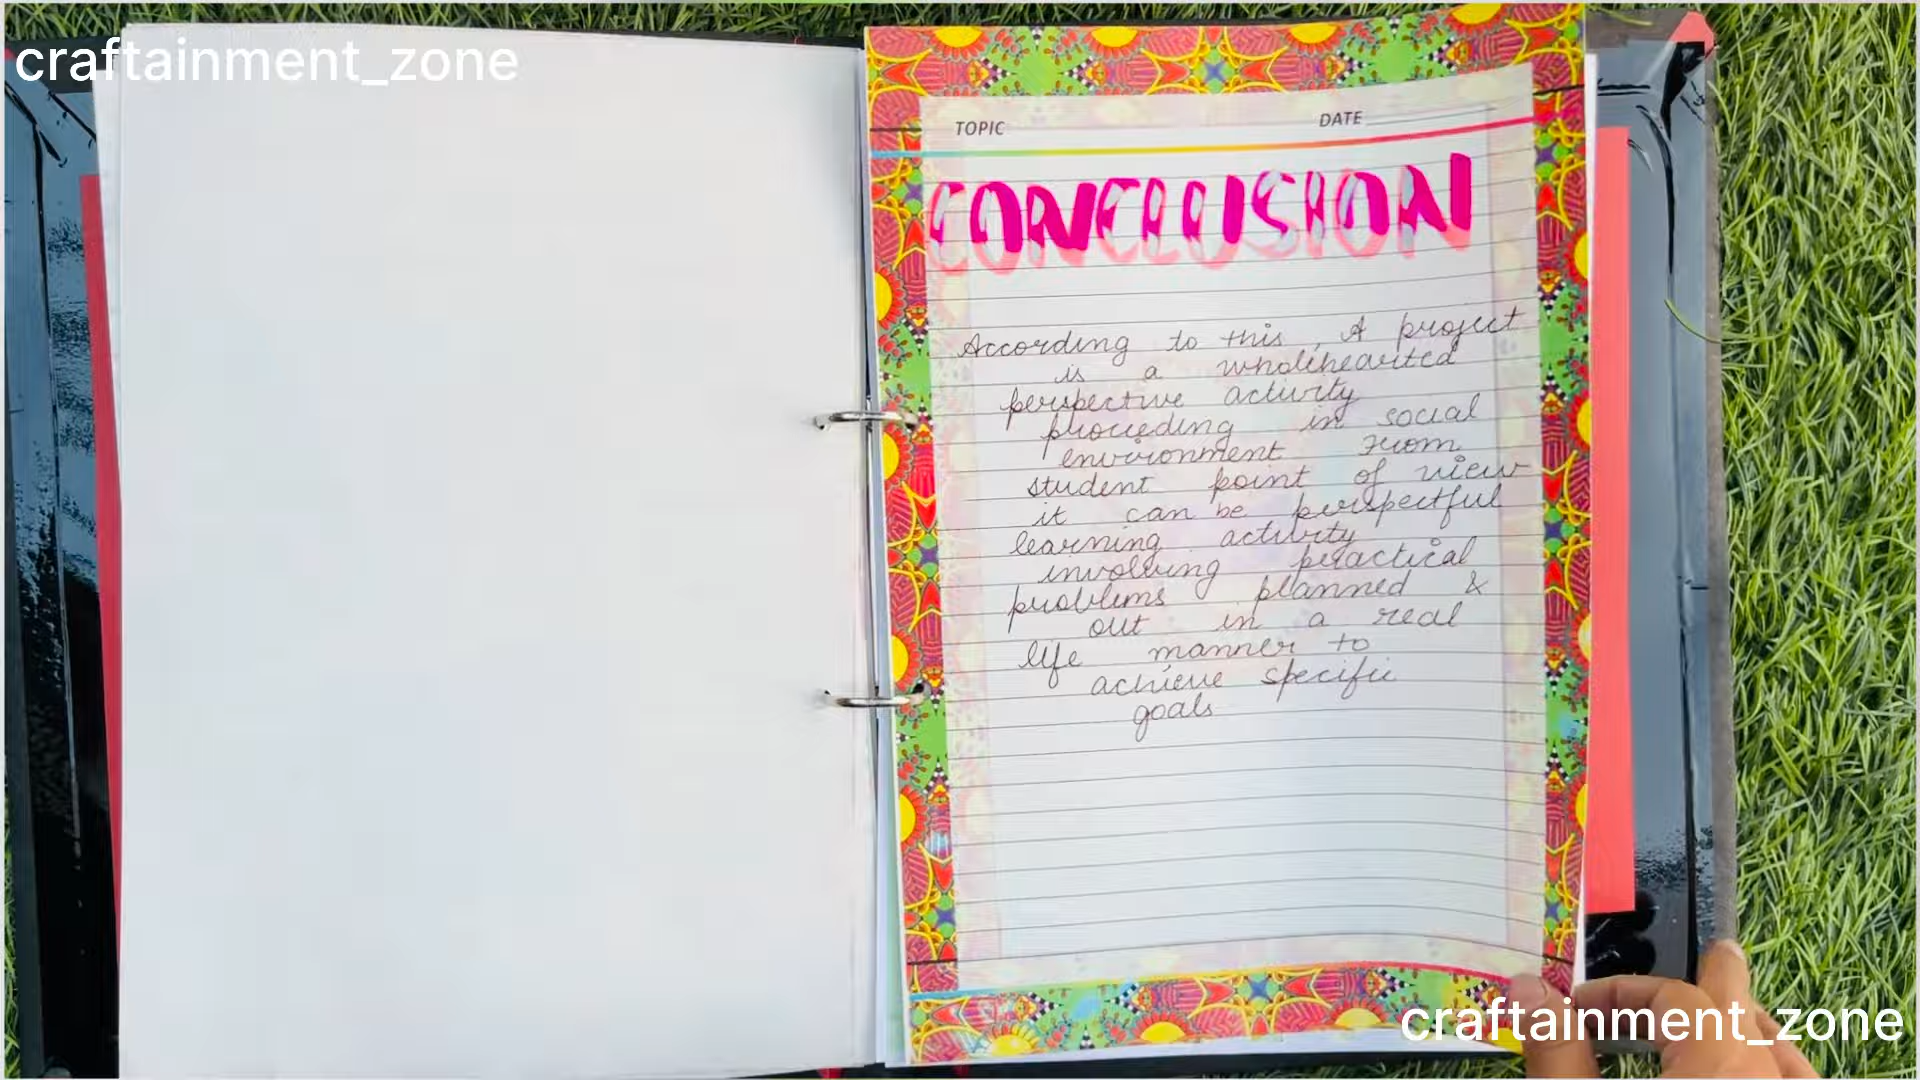 craftainment_zone
TOPIC
DATE
CONCLUSION
According to this, A project
is a wholehearted
perspective activity
proceeding in social
environment From
student point of view
it can be perspectful
learning activity
involving practical
problems planned &
out in a real
life manner to
achieve specific
goals
craftainment_zone